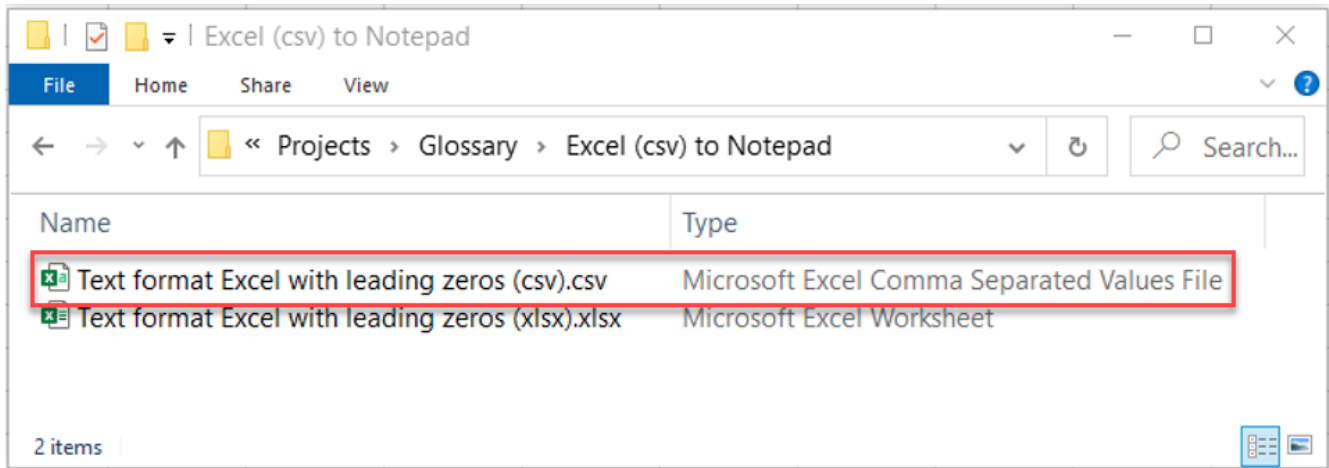 Excel (csv) to Notepad
File Home Share View
« Projects › Glossary › Excel (csv) to Notepad Search...
Name Type
Text format Excel with leading zeros (csv).csv Microsoft Excel Comma Separated Values File
Text format Excel with leading zeros (xlsx).xlsx Microsoft Excel Worksheet
2 items